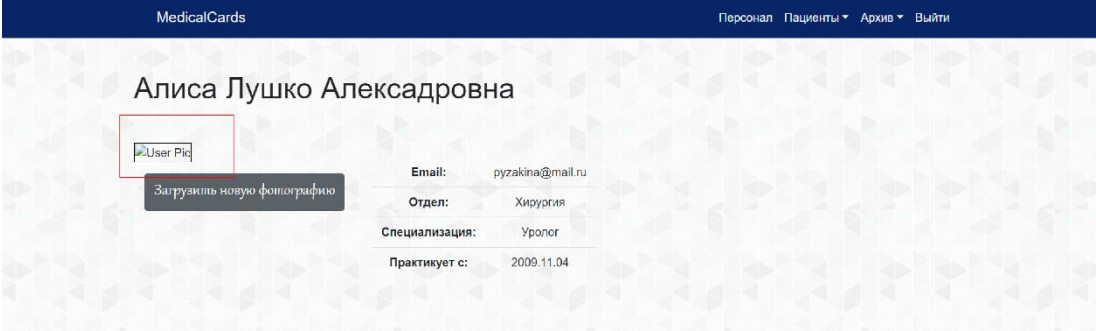 MedicalCards Персонал Пациенты Архив Выйти
Алиса Лушко Алексадровна
User Pic
Загрузить новую фотографию
Email: pyzakina@mail.ru
Отдел: Хирургия
Специализация: Уролог
Практикует с: 2009.11.04